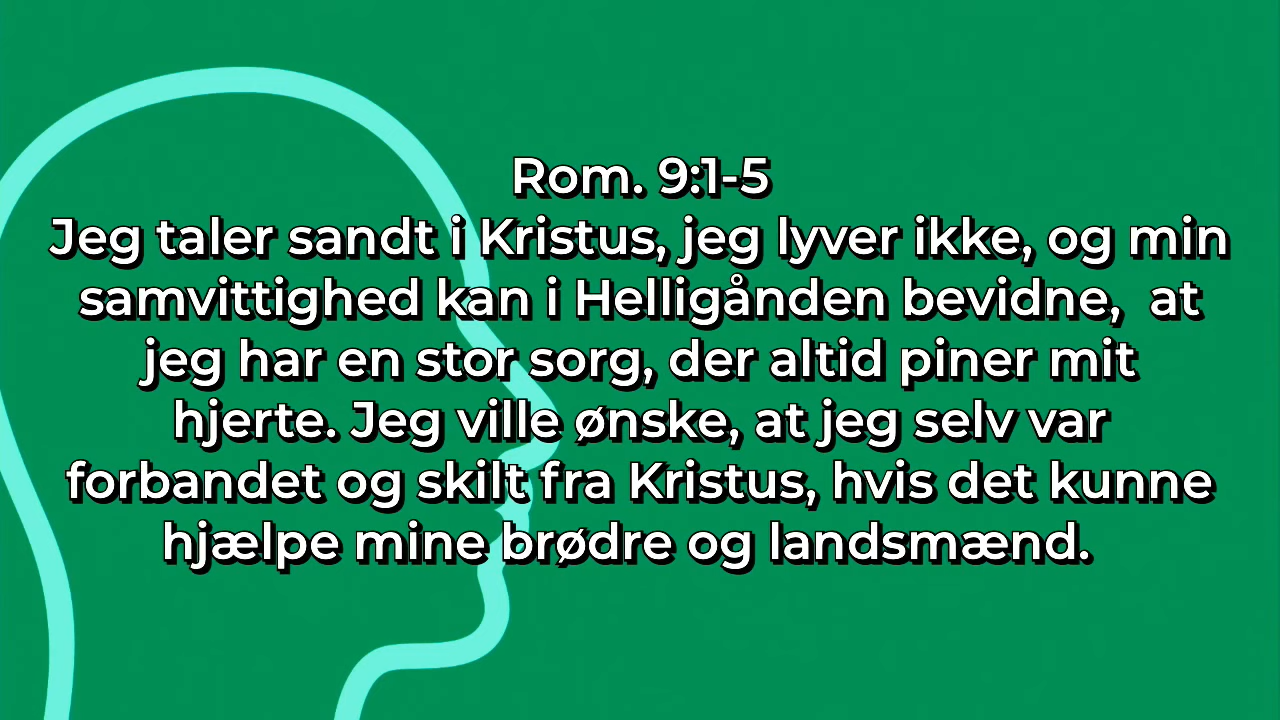 Rom. 9:1-5
Jeg taler sandt i Kristus, jeg lyver ikke, og min
samvittighed kan i Helligånden bevidne,  at
jeg har en stor sorg, der altid piner mit
hjerte. Jeg ville ønske, at jeg selv var
forbandet og skilt fra Kristus, hvis det kunne
hjælpe mine brødre og landsmænd.